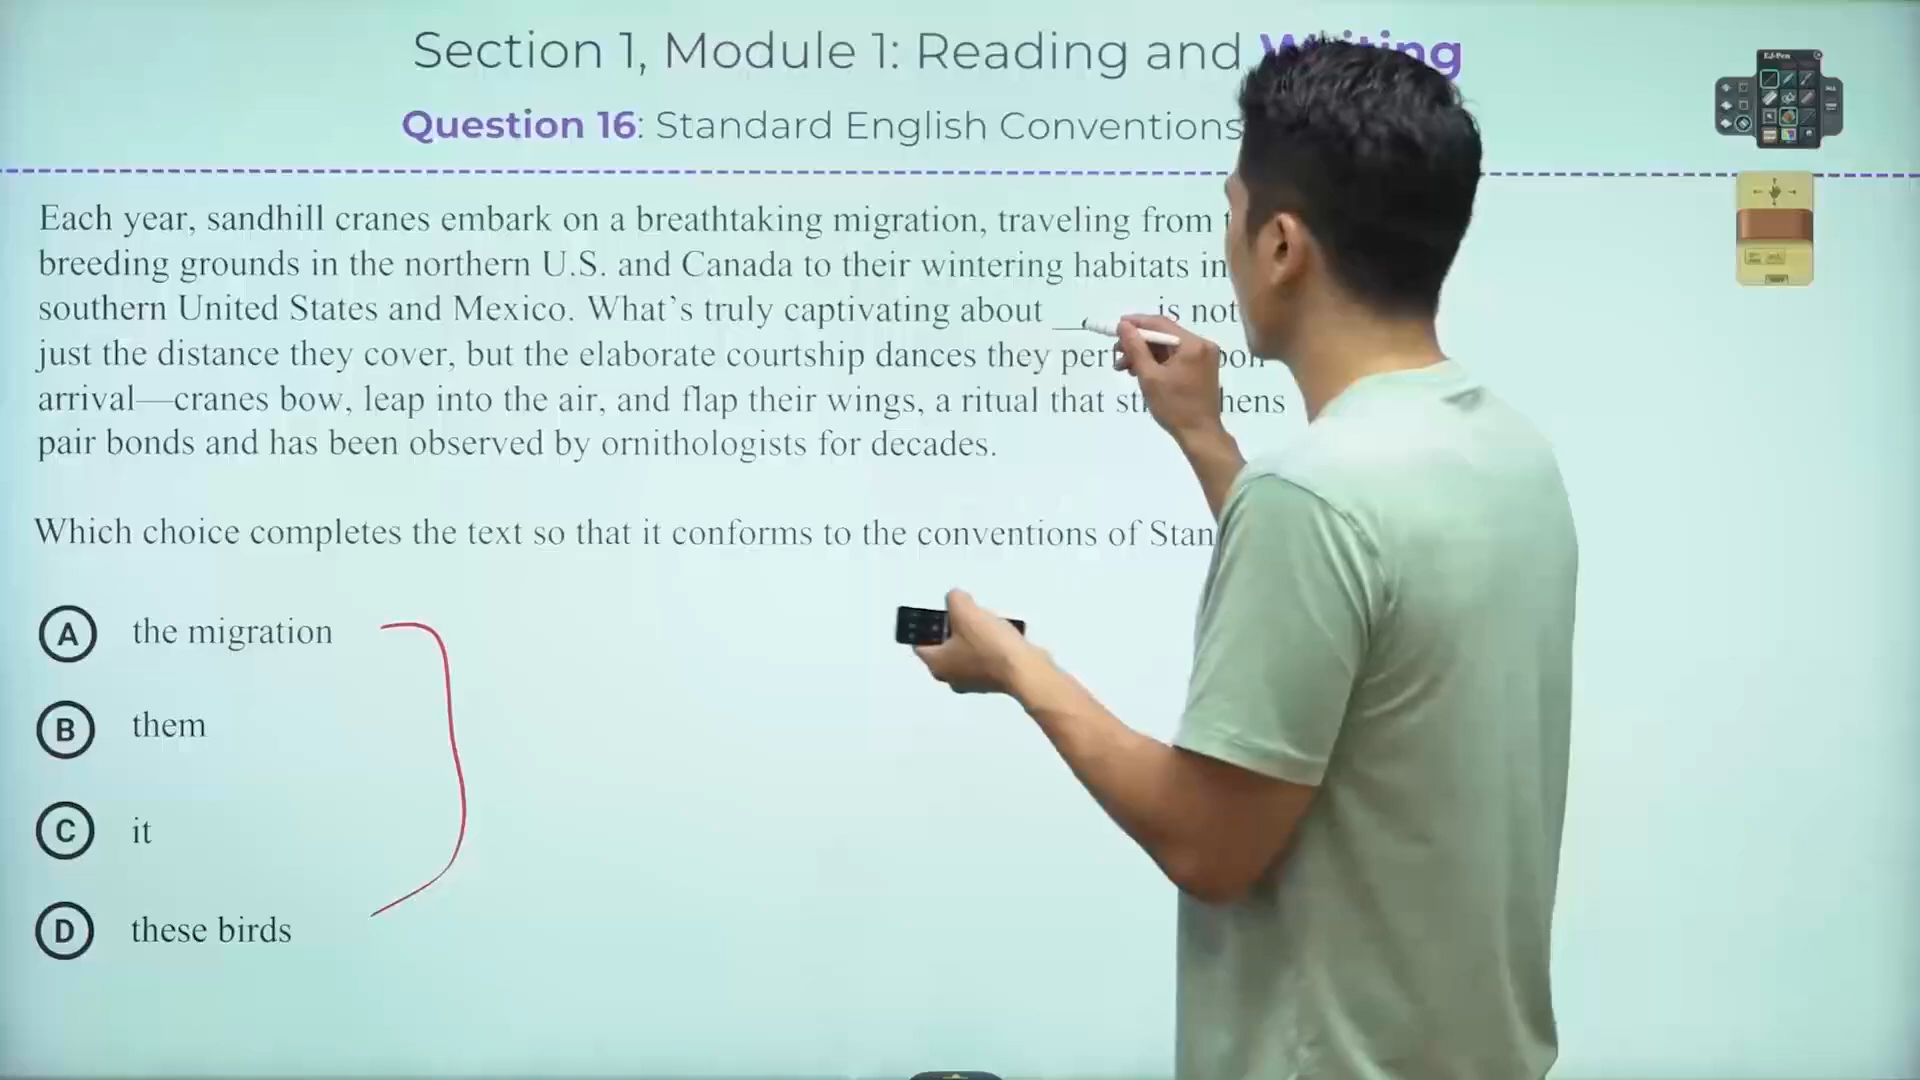 Section 1, Module 1: Reading and
Question 16: Standard English Conventions
Each year, sandhill cranes embark on a breathtaking migration, traveling from
breeding grounds in the northern U.S. and Canada to their wintering habitats in
southern United States and Mexico. What’s truly captivating about ____ is not
just the distance they cover, but the elaborate courtship dances they
arrival—cranes bow, leap into the air, and flap their wings, a ritual that
pair bonds and has been observed by ornithologists for decades.
Which choice completes the text so that it conforms to the conventions of
A the migration
B them
C it
D these birds